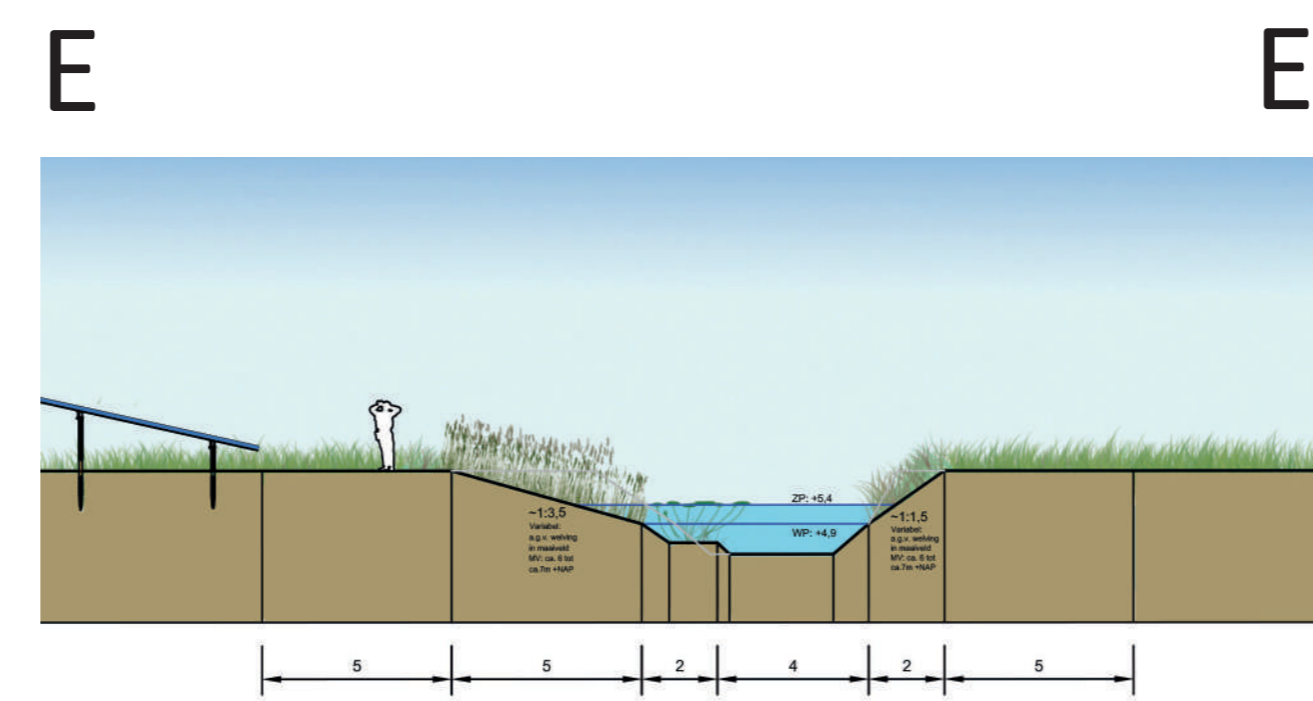 E E
ZP: +5,4
WP: +4,9
~1:3,5
Variabel:
a.g.v. welving
in maaiveld
MV: ca. 6 tot
ca.7m +NAP
~1:1,5
Variabel:
a.g.v. welving
in maaiveld
MV: ca. 6 tot
ca.7m +NAP
5 5 2 4 2 5